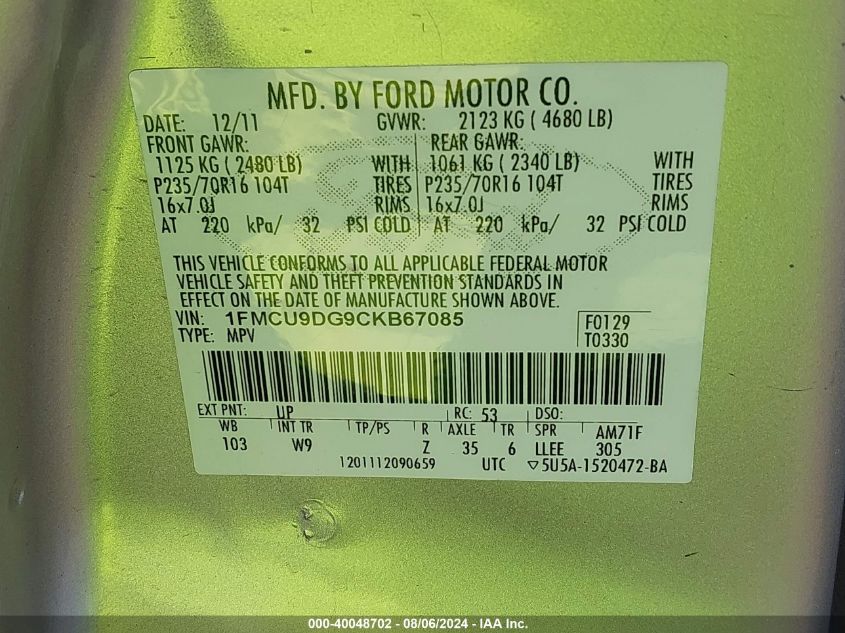 MFD. BY FORD MOTOR CO.
DATE: 12/11 GVWR: 2123 KG ( 4680 LB)
FRONT GAWR: REAR GAWR:
1125 KG ( 2480 LB) WITH 1061 KG ( 2340 LB) WITH
P235/70R16 104T TIRES P235/70R16 104T TIRES
16x7.0J RIMS 16x7.0J RIMS
AT 220 kPa/ 32 PSI COLD AT 220 kPa/ 32 PSI COLD
THIS VEHICLE CONFORMS TO ALL APPLICABLE FEDERAL MOTOR
VEHICLE SAFETY AND THEFT PREVENTION STANDARDS IN
EFFECT ON THE DATE OF MANUFACTURE SHOWN ABOVE.
VIN: 1FMCU9DG9CKB67085 F0129
TYPE: MPV T0330
EXT PNT: UP RC: 53 DSO:
WB INT TR TP/PS R AXLE TR SPR AM71F
103 W9 Z 35 6 LLEE 305
1201112090659 UTC ▽5U5A-1520472-BA
000-40048702 - 08/06/2024 - IAA Inc.